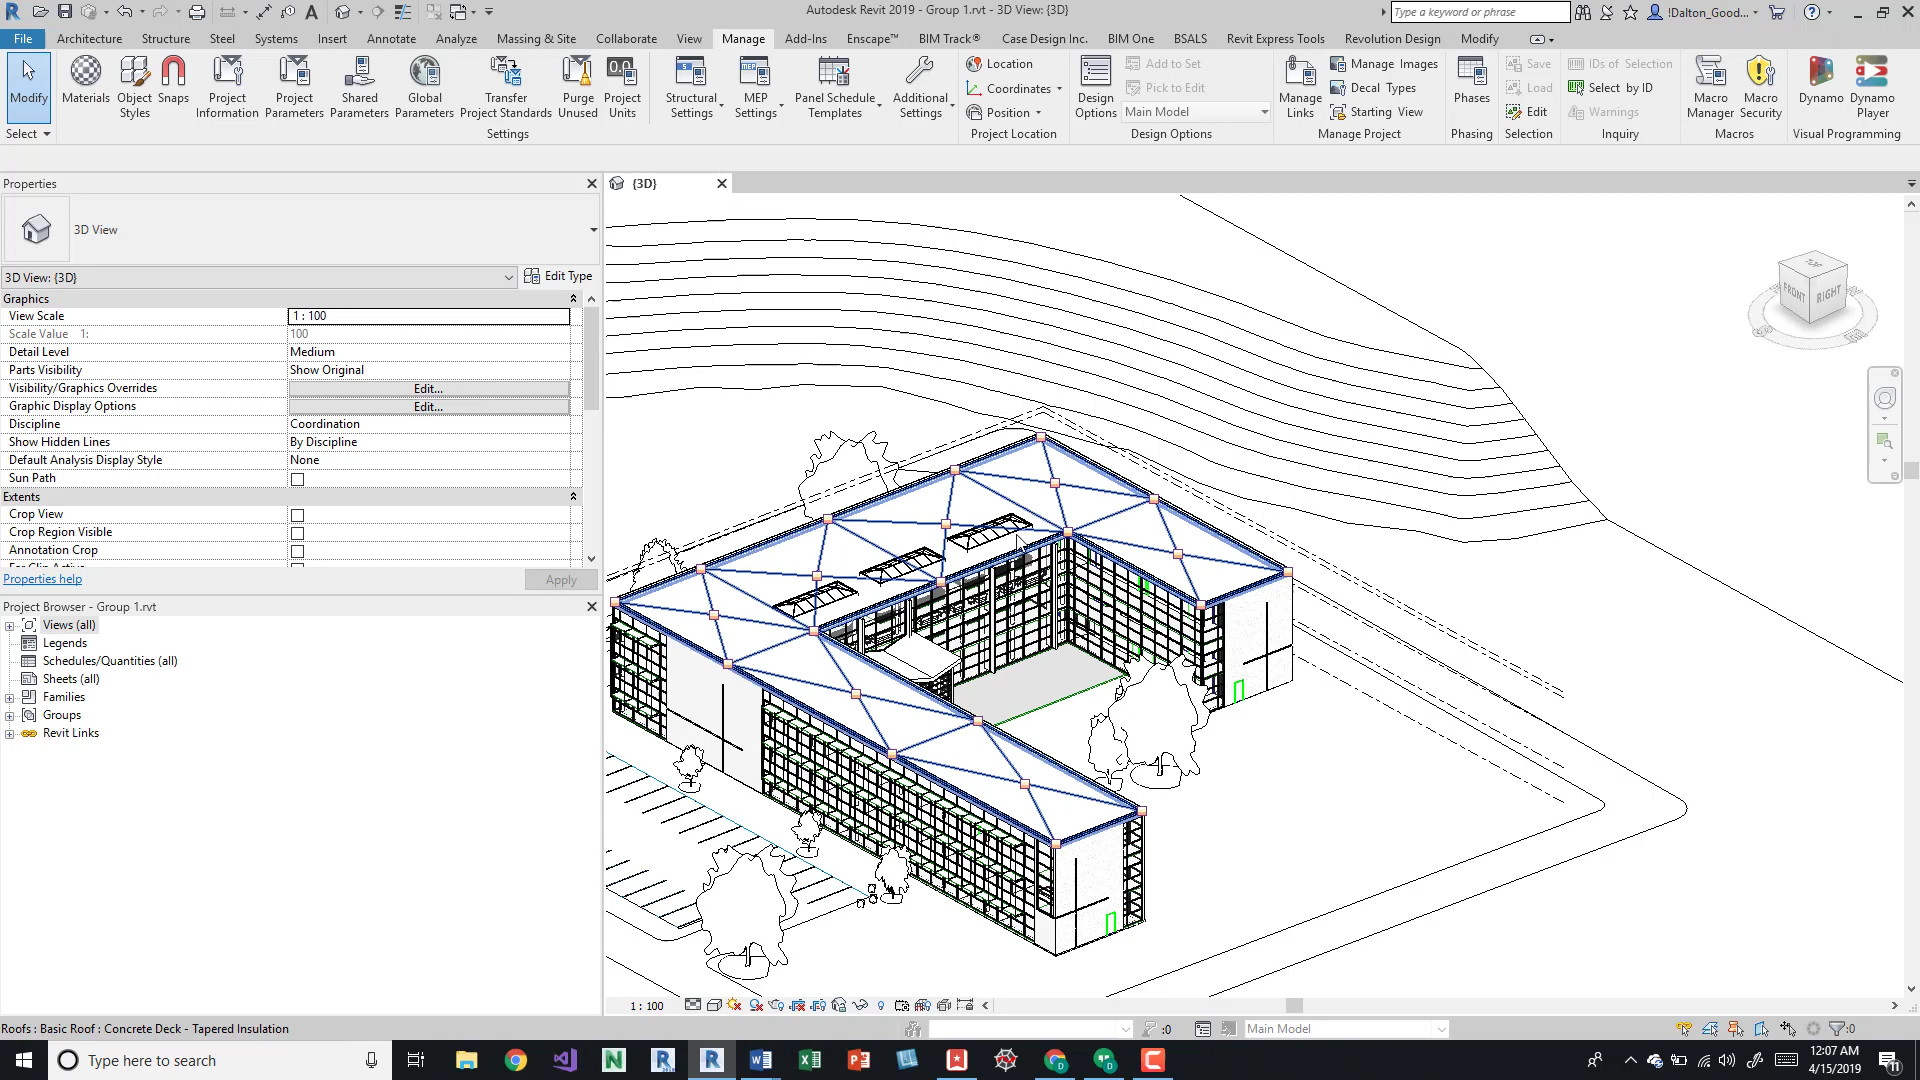 Autodesk Revit 2019 - Group 1.rvt - 3D View: {3D}
Type a keyword or phrase
!Dalton_Good...
File Architecture Structure Steel Systems Insert Annotate Analyze Massing & Site Collaborate View Manage Add-Ins Enscape™ BIM Track® Case Design Inc. BIM One BSALS Revit Express Tools Revolution Design Modify
Modify
Materials
Object Styles
Snaps
Project Information
Project Parameters
Shared Parameters
Global Parameters
Transfer Project Standards
Purge Unused
Project Units
Structural Settings
MEP Settings
Panel Schedule Templates
Additional Settings
Location
Coordinates
Position
Design Options
Add to Set
Pick to Edit
Main Model
Manage Links
Manage Images
Decal Types
Starting View
Phases
Save
Load
Edit
IDs of Selection
Select by ID
Warnings
Macro Manager
Macro Security
Dynamo
Dynamo Player
Select Settings Project Location Design Options Manage Project Phasing Selection Inquiry Macros Visual Programming
Properties
{3D}
3D View
3D View: {3D}
Edit Type
Graphics
View Scale 1 : 100
Scale Value 1: 100
Detail Level Medium
Parts Visibility Show Original
Visibility/Graphics Overrides Edit...
Graphic Display Options Edit...
Discipline Coordination
Show Hidden Lines By Discipline
Default Analysis Display Style None
Sun Path
Extents
Crop View
Crop Region Visible
Annotation Crop
Properties help
Apply
TOP
FRONT
RIGHT
Project Browser - Group 1.rvt
Views (all)
Legends
Schedules/Quantities (all)
Sheets (all)
Families
Groups
Revit Links
1 : 100
Roofs : Basic Roof : Concrete Deck - Tapered Insulation
:0
Main Model
:0
Type here to search
12:07 AM
4/15/2019
11